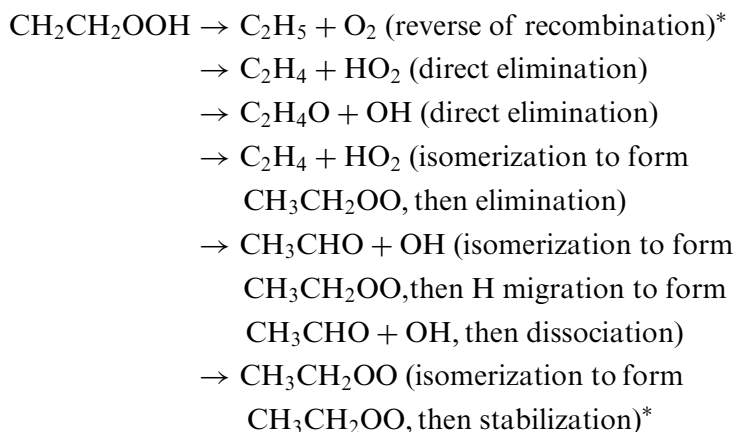 CH₂CH₂OOH → C₂H₅ + O₂ (reverse of recombination)*
→ C₂H₄ + HO₂ (direct elimination)
→ C₂H₄O + OH (direct elimination)
→ C₂H₄ + HO₂ (isomerization to form
CH₃CH₂OO, then elimination)
→ CH₃CHO + OH (isomerization to form
CH₃CH₂OO,then H migration to form
CH₃CHO + OH, then dissociation)
→ CH₃CH₂OO (isomerization to form
CH₃CH₂OO, then stabilization)*